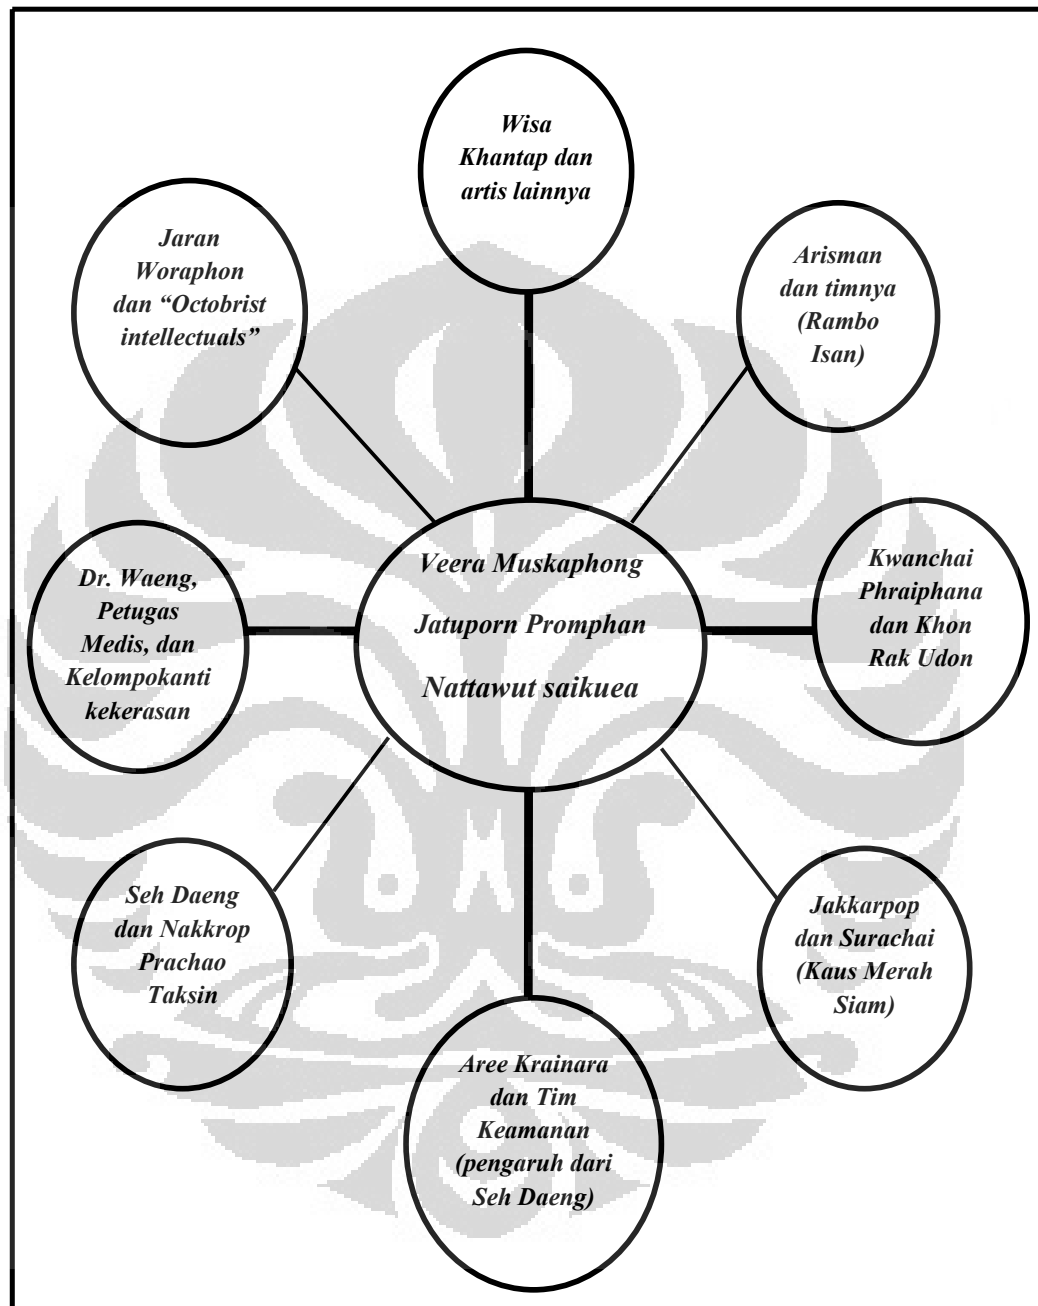 Wisa
Khantap dan
artis lainnya
Jaran
Woraphon
dan “Octobrist
intellectuals”
Arisman
dan timnya
(Rambo
Isan)
Veera Muskaphong
Jatuporn Promphan
Nattawut saikuea
Kwanchai
Phraiphana
dan Khon
Rak Udon
Dr. Waeng,
Petugas
Medis, dan
Kelompokanti
kekerasan
Seh Daeng
dan Nakkrop
Prachao
Taksin
Jakkarpop
dan Surachai
(Kaus Merah
Siam)
Aree Krainara
dan Tim
Keamanan
(pengaruh dari
Seh Daeng)